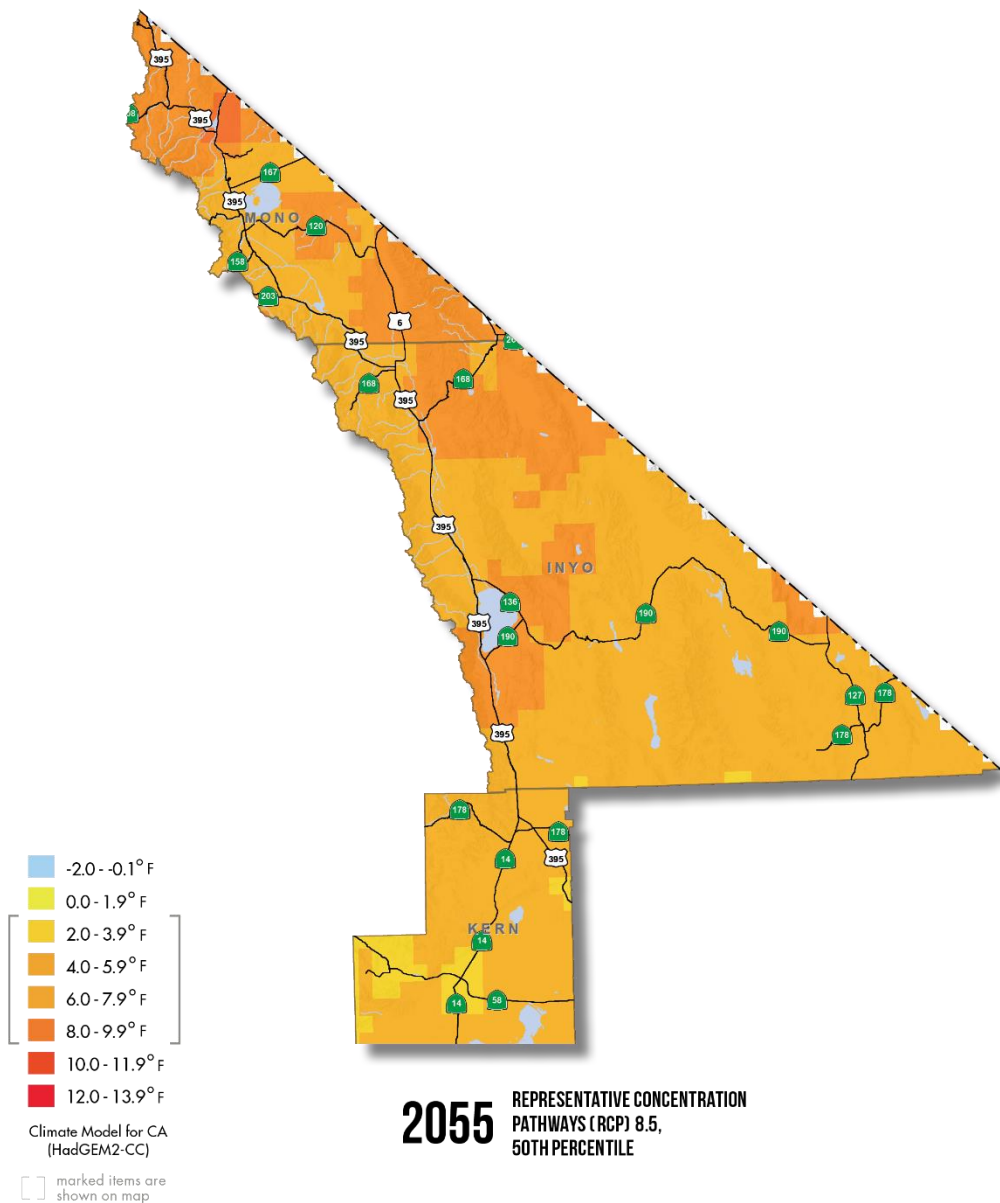 395
395
167
395
MONO
120
158
203
6
395
168
168
395
395
INYO
136
395
190
190
190
127
178
178
395
178
178
14
395
KERN
14
14
58
-2.0 - -0.1° F
0.0 - 1.9° F
2.0 - 3.9° F
4.0 - 5.9° F
6.0 - 7.9° F
8.0 - 9.9° F
10.0 - 11.9° F
12.0 - 13.9° F
Climate Model for CA
(HadGEM2-CC)
marked items are
shown on map
2055
REPRESENTATIVE CONCENTRATION
PATHWAYS (RCP) 8.5,
50TH PERCENTILE